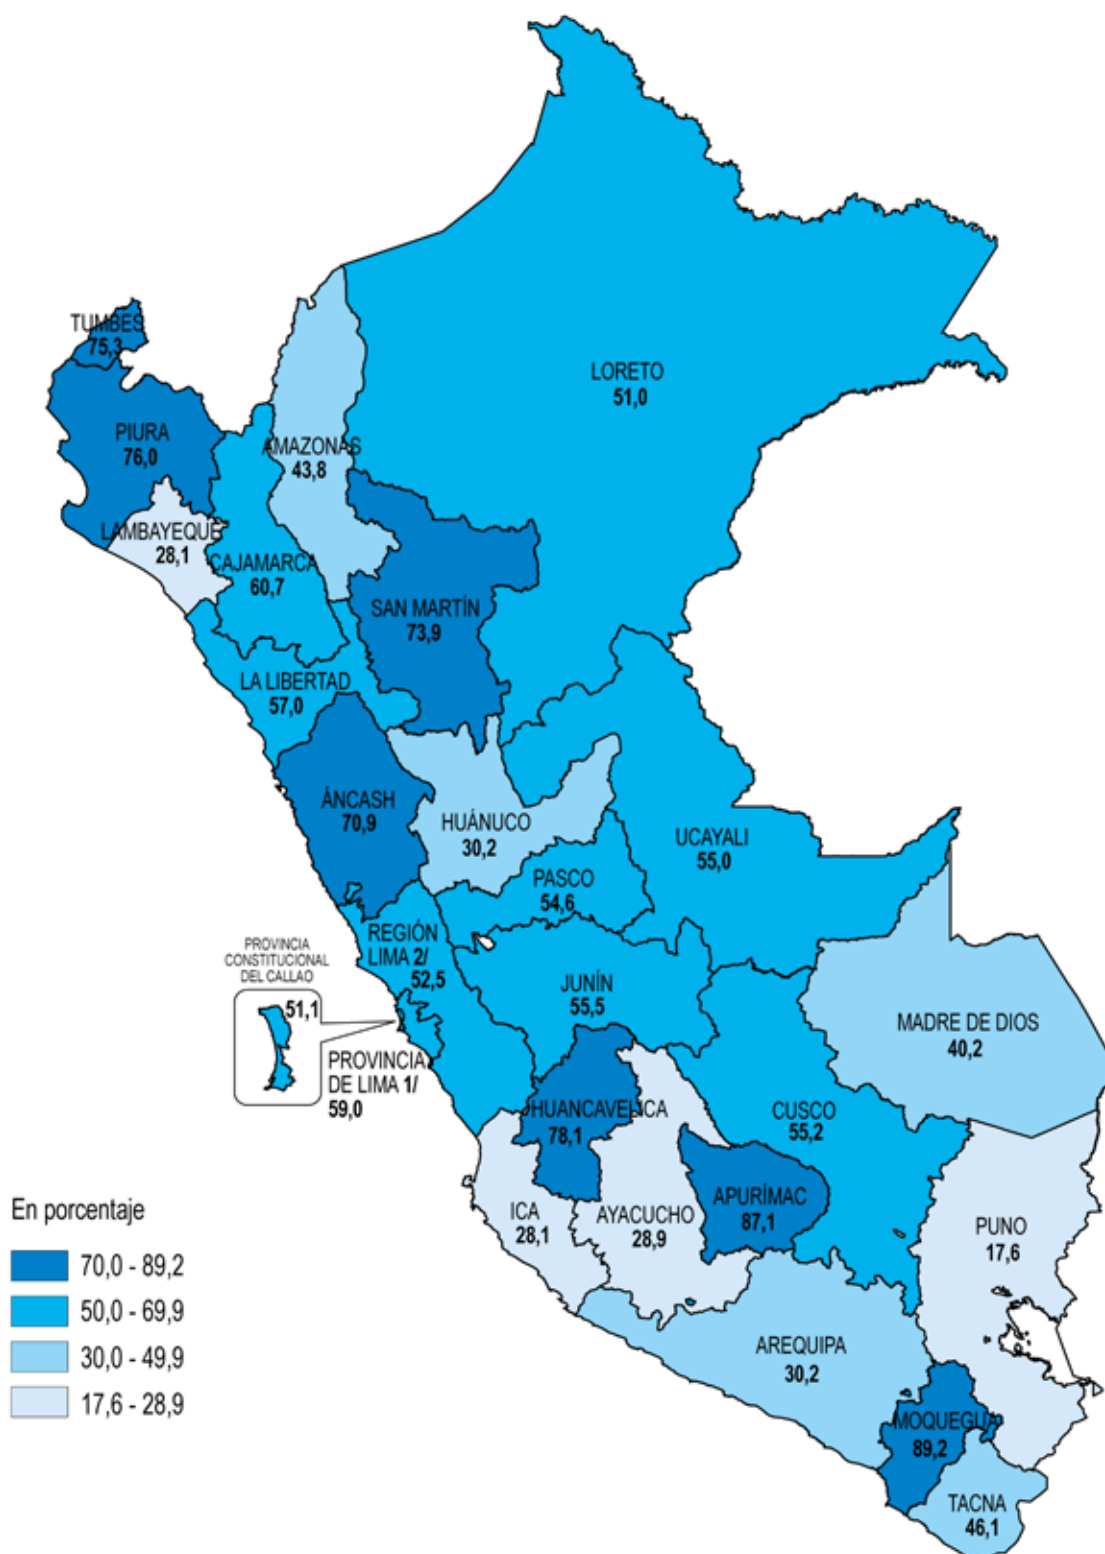 TUMBES
75,3
PIURA
76,0
LAMBAYEQUE
28,1
CAJAMARCA
60,7
AMAZONAS
43,8
LORETO
51,0
SAN MARTÍN
73,9
LA LIBERTAD
57,0
ÁNCASH
70,9
HUÁNUCO
30,2
UCAYALI
55,0
PASCO
54,6
REGIÓN
LIMA 2/
52,5
PROVINCIA
CONSTITUCIONAL
DEL CALLAO
51,1
PROVINCIA
DE LIMA 1/
59,0
JUNÍN
55,5
MADRE DE DIOS
40,2
CUSCO
55,2
HUANCAVELICA
78,1
ICA
28,1
AYACUCHO
28,9
APURÍMAC
87,1
PUNO
17,6
AREQUIPA
30,2
MOQUEGUA
89,2
TACNA
46,1
En porcentaje
70,0 - 89,2
50,0 - 69,9
30,0 - 49,9
17,6 - 28,9